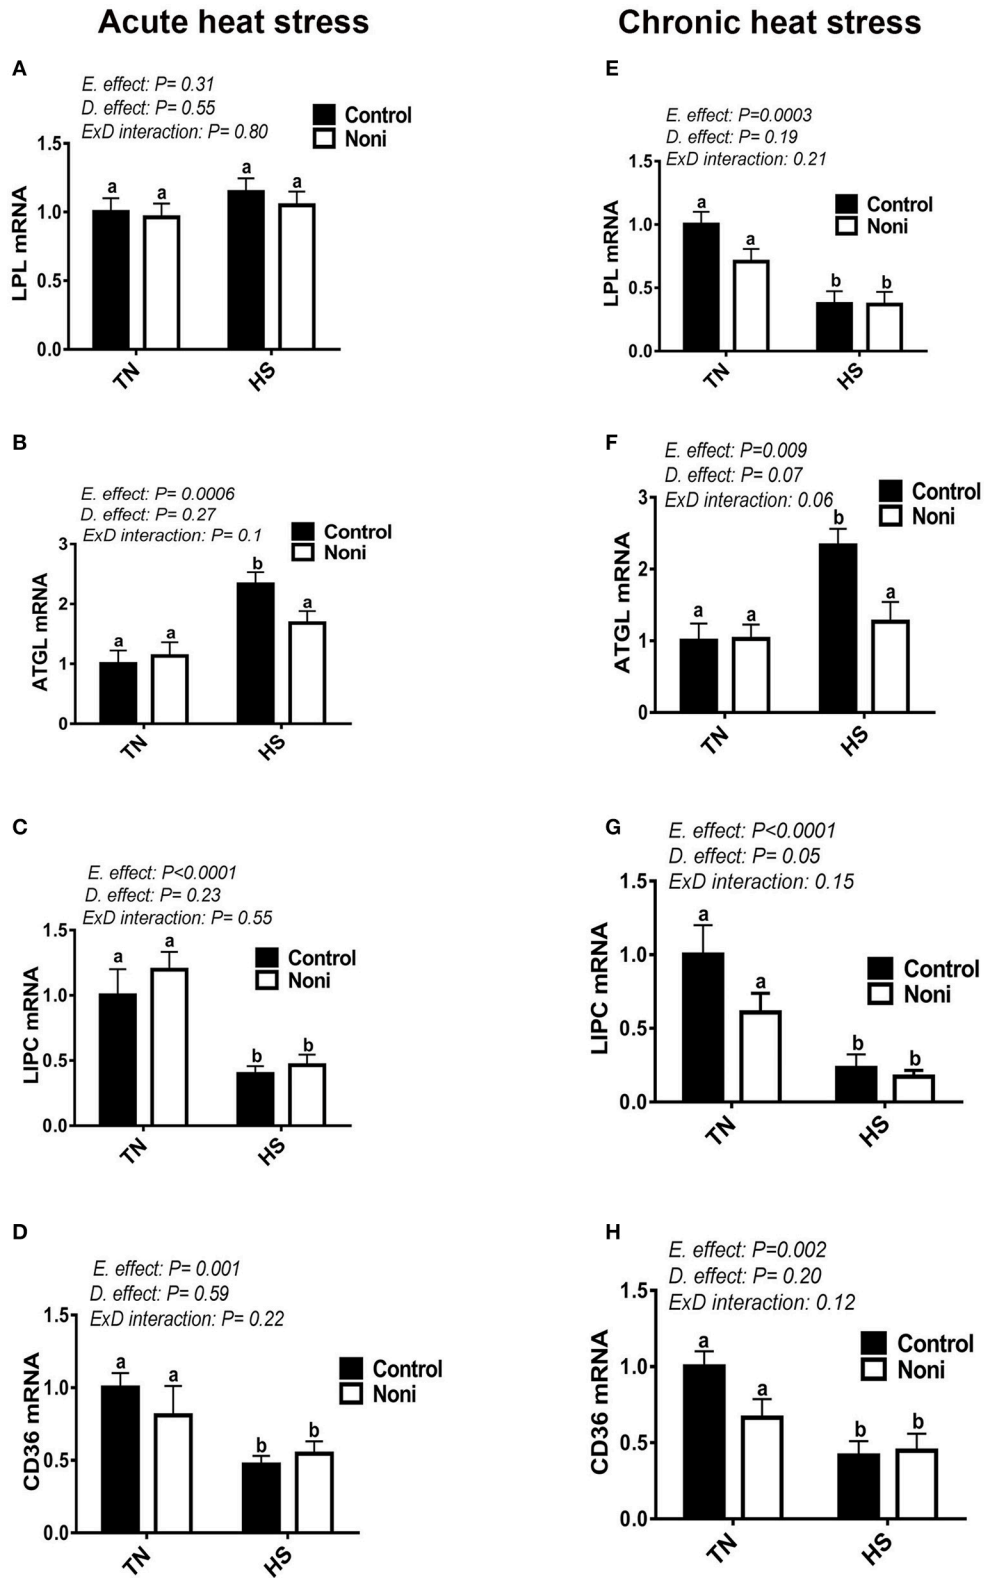 Acute heat stress
Chronic heat stress
A
E. effect: P= 0.31
D. effect: P= 0.55
ExD interaction: P= 0.80
Control
Noni
LPL mRNA
1.5
1.0
0.5
0.0
a
a
a
a
TN
HS
E
E. effect: P=0.0003
D. effect: P= 0.19
ExD interaction: 0.21
Control
Noni
LPL mRNA
1.5
1.0
0.5
0.0
a
a
b
b
TN
HS
B
E. effect: P= 0.0006
D. effect: P= 0.27
ExD interaction: P= 0.1
Control
Noni
ATGL mRNA
3
2
1
0
a
a
b
a
TN
HS
F
E. effect: P=0.009
D. effect: P= 0.07
ExD interaction: 0.06
Control
Noni
ATGL mRNA
3
2
1
0
a
a
b
a
TN
HS
C
E. effect: P<0.0001
D. effect: P= 0.23
ExD interaction: P= 0.55
Control
Noni
LIPC mRNA
1.5
1.0
0.5
0.0
a
a
b
b
TN
HS
G
E. effect: P<0.0001
D. effect: P= 0.05
ExD interaction: 0.15
Control
Noni
LIPC mRNA
1.5
1.0
0.5
0.0
a
a
b
b
TN
HS
D
E. effect: P= 0.001
D. effect: P= 0.59
ExD interaction: P= 0.22
Control
Noni
CD36 mRNA
1.5
1.0
0.5
0.0
a
a
b
b
TN
HS
H
E. effect: P=0.002
D. effect: P= 0.20
ExD interaction: 0.12
Control
Noni
CD36 mRNA
1.5
1.0
0.5
0.0
a
a
b
b
TN
HS